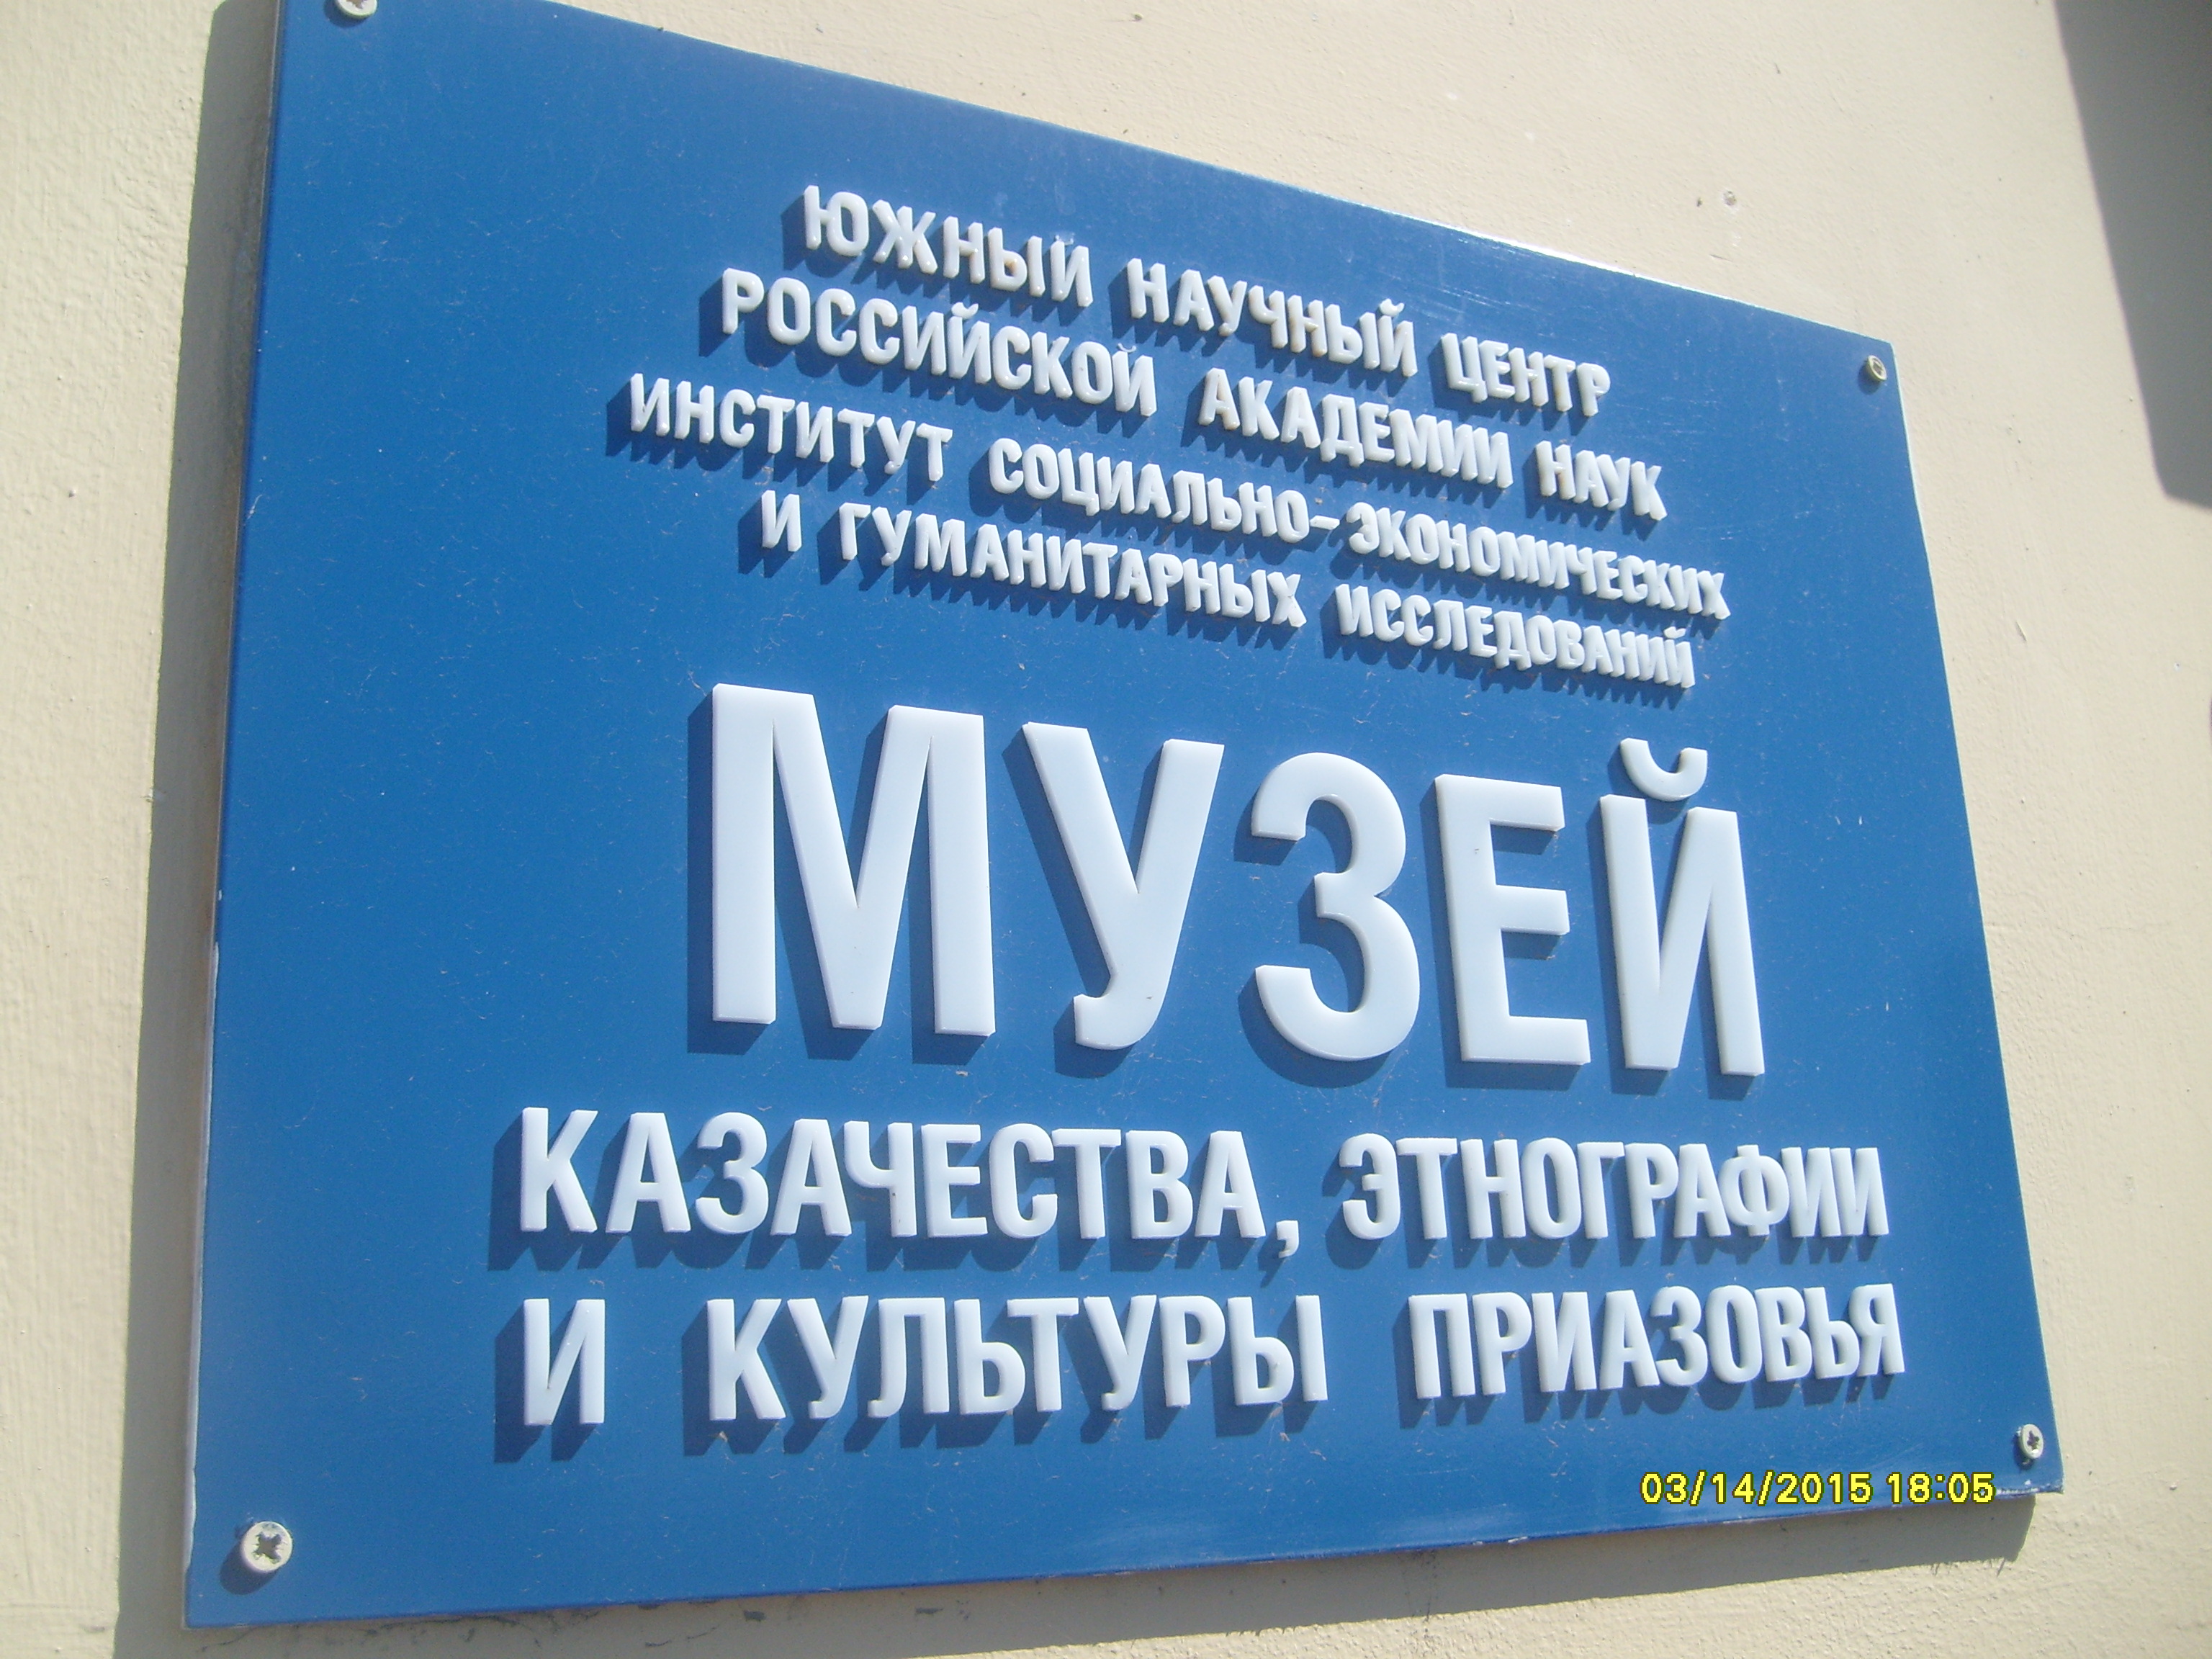 ЮЖНЫЙ НАУЧНЫЙ ЦЕНТР
РОССИЙСКОЙ АКАДЕМИИ НАУК
ИНСТИТУТ СОЦИАЛЬНО-ЭКОНОМИЧЕСКИХ
И ГУМАНИТАРНЫХ ИССЛЕДОВАНИЙ
МУЗЕЙ
КАЗАЧЕСТВА, ЭТНОГРАФИИ
И КУЛЬТУРЫ ПРИАЗОВЬЯ
03/14/2015 18:05